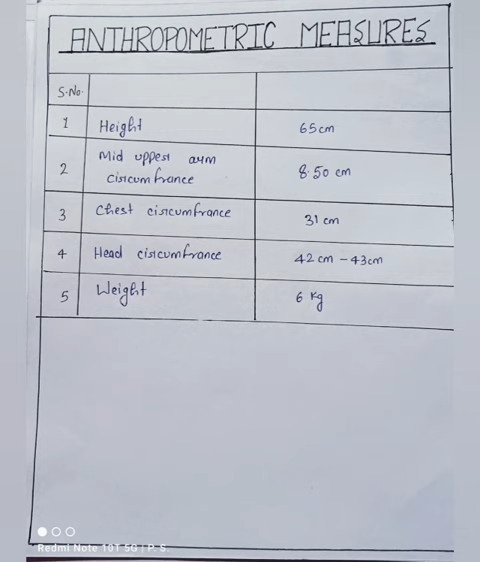 ANTHROPOMETRIC MEASURES
S.No.
1 Height 65cm
2 Mid upper arm circumfrance 8.50 cm
3 Chest circumfrance 31 cm
4 Head circumfrance 42 cm - 43cm
5 Weight 6 Kg
Redmi Note 10T 5G | P. S.